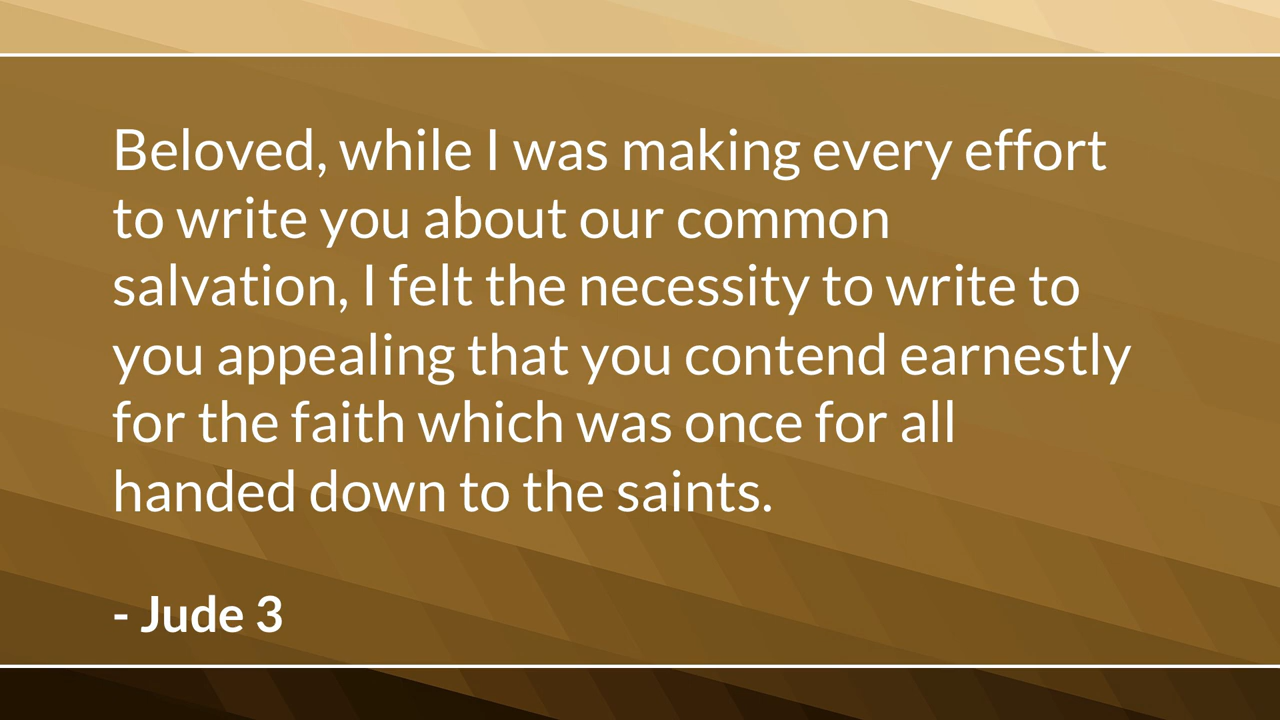 Beloved, while I was making every effort
to write you about our common
salvation, I felt the necessity to write to
you appealing that you contend earnestly
for the faith which was once for all
handed down to the saints.
- Jude 3